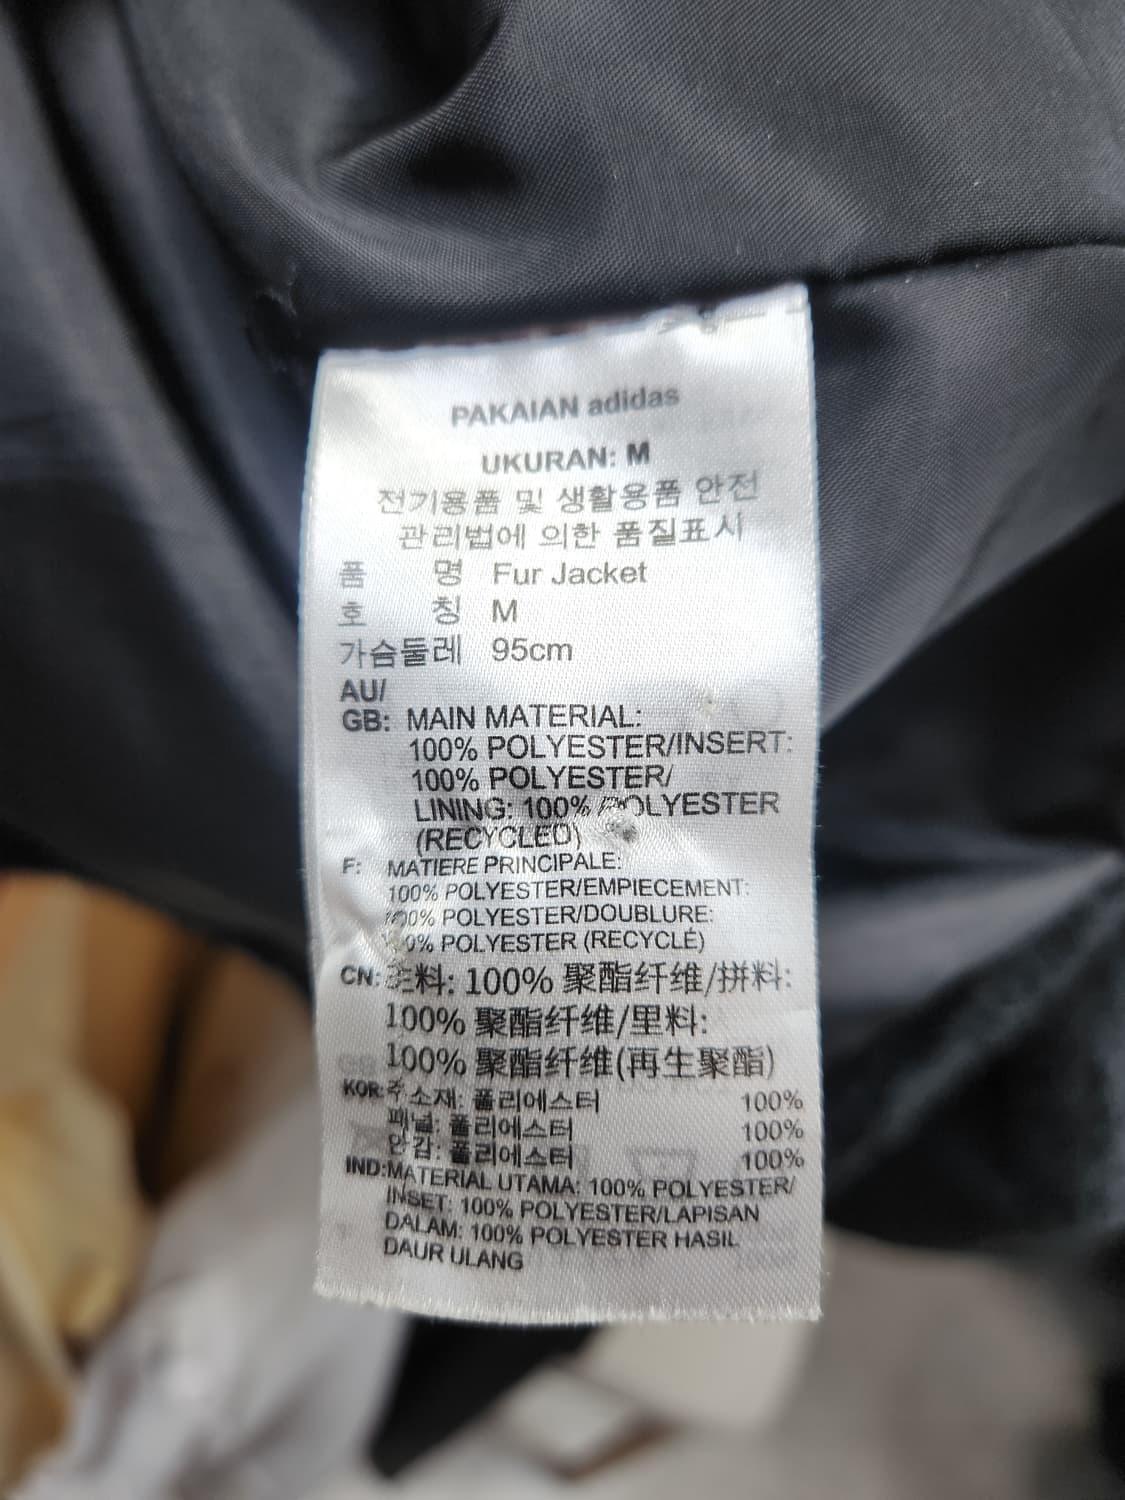 PAKAIAN adidas
UKURAN: M
전기용품 및 생활용품 안전
관리법에 의한 품질표시
품 명 Fur Jacket
호 칭 M
가슴둘레 95cm
AU/
GB: MAIN MATERIAL:
100% POLYESTER/INSERT:
100% POLYESTER/
LINING: 100% POLYESTER
(RECYCLED)
F: MATIERE PRINCIPALE:
100% POLYESTER/EMPIECEMENT:
100% POLYESTER/DOUBLURE:
100% POLYESTER (RECYCLÉ)
CN: 主料: 100% 聚酯纤维/拼料:
100% 聚酯纤维/里料:
100% 聚酯纤维(再生聚酯)
KOR: 주소재: 폴리에스터 100%
패널: 폴리에스터 100%
안감: 폴리에스터 100%
IND: MATERIAL UTAMA: 100% POLYESTER/
INSET: 100% POLYESTER/LAPISAN
DALAM: 100% POLYESTER HASIL
DAUR ULANG